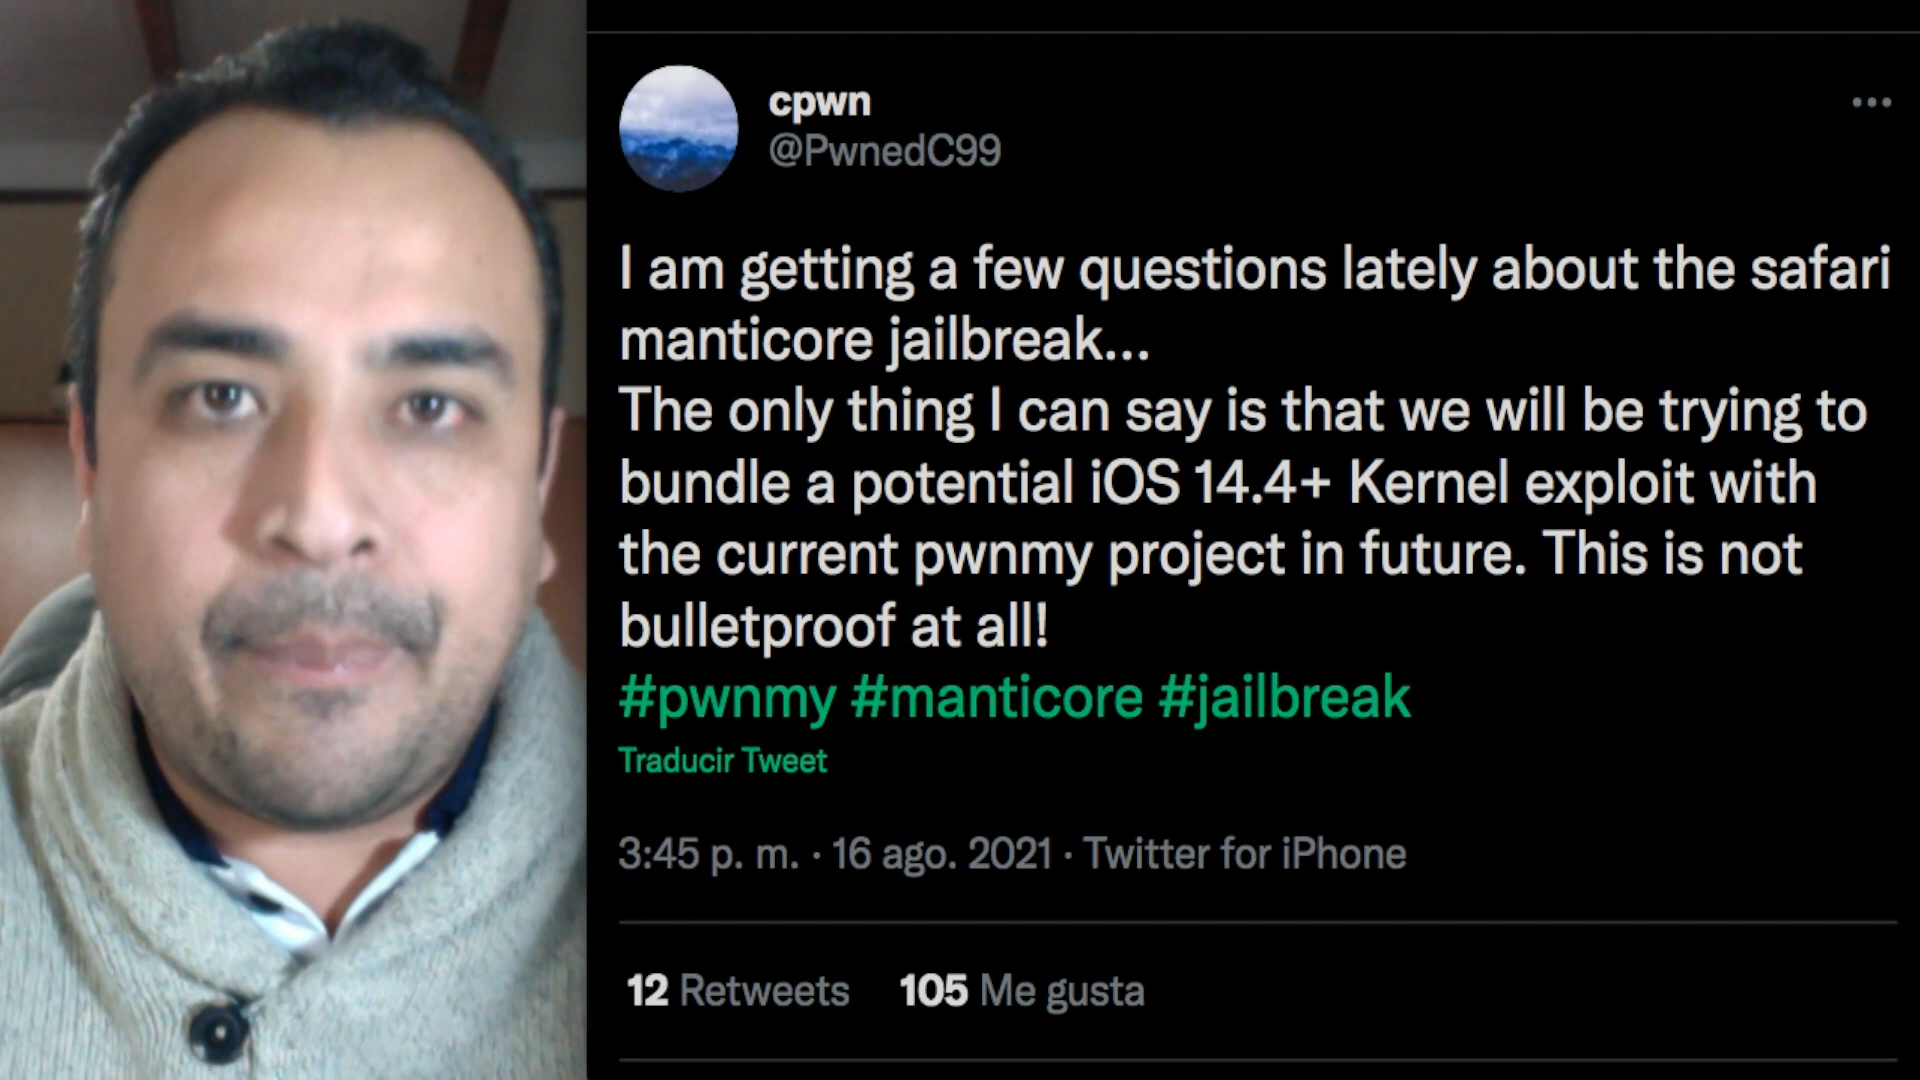 cpwn
@PwnedC99
I am getting a few questions lately about the safari
manticore jailbreak...
The only thing I can say is that we will be trying to
bundle a potential iOS 14.4+ Kernel exploit with
the current pwnmy project in future. This is not
bulletproof at all!
#pwnmy #manticore #jailbreak
Traducir Tweet
3:45 p. m. · 16 ago. 2021 · Twitter for iPhone
12 Retweets 105 Me gusta